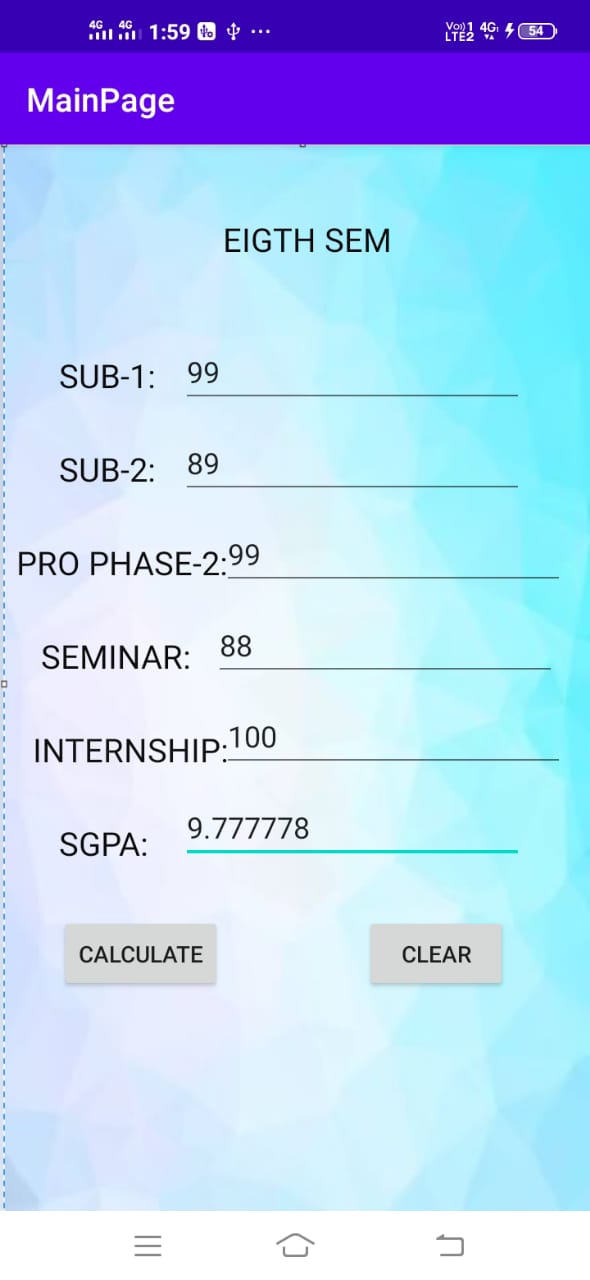 4G 4G 1:59 ... Vo)) 1 4G LTE2 54
MainPage
EIGTH SEM
SUB-1: 99
SUB-2: 89
PRO PHASE-2: 99
SEMINAR: 88
INTERNSHIP: 100
SGPA: 9.777778
CALCULATE CLEAR